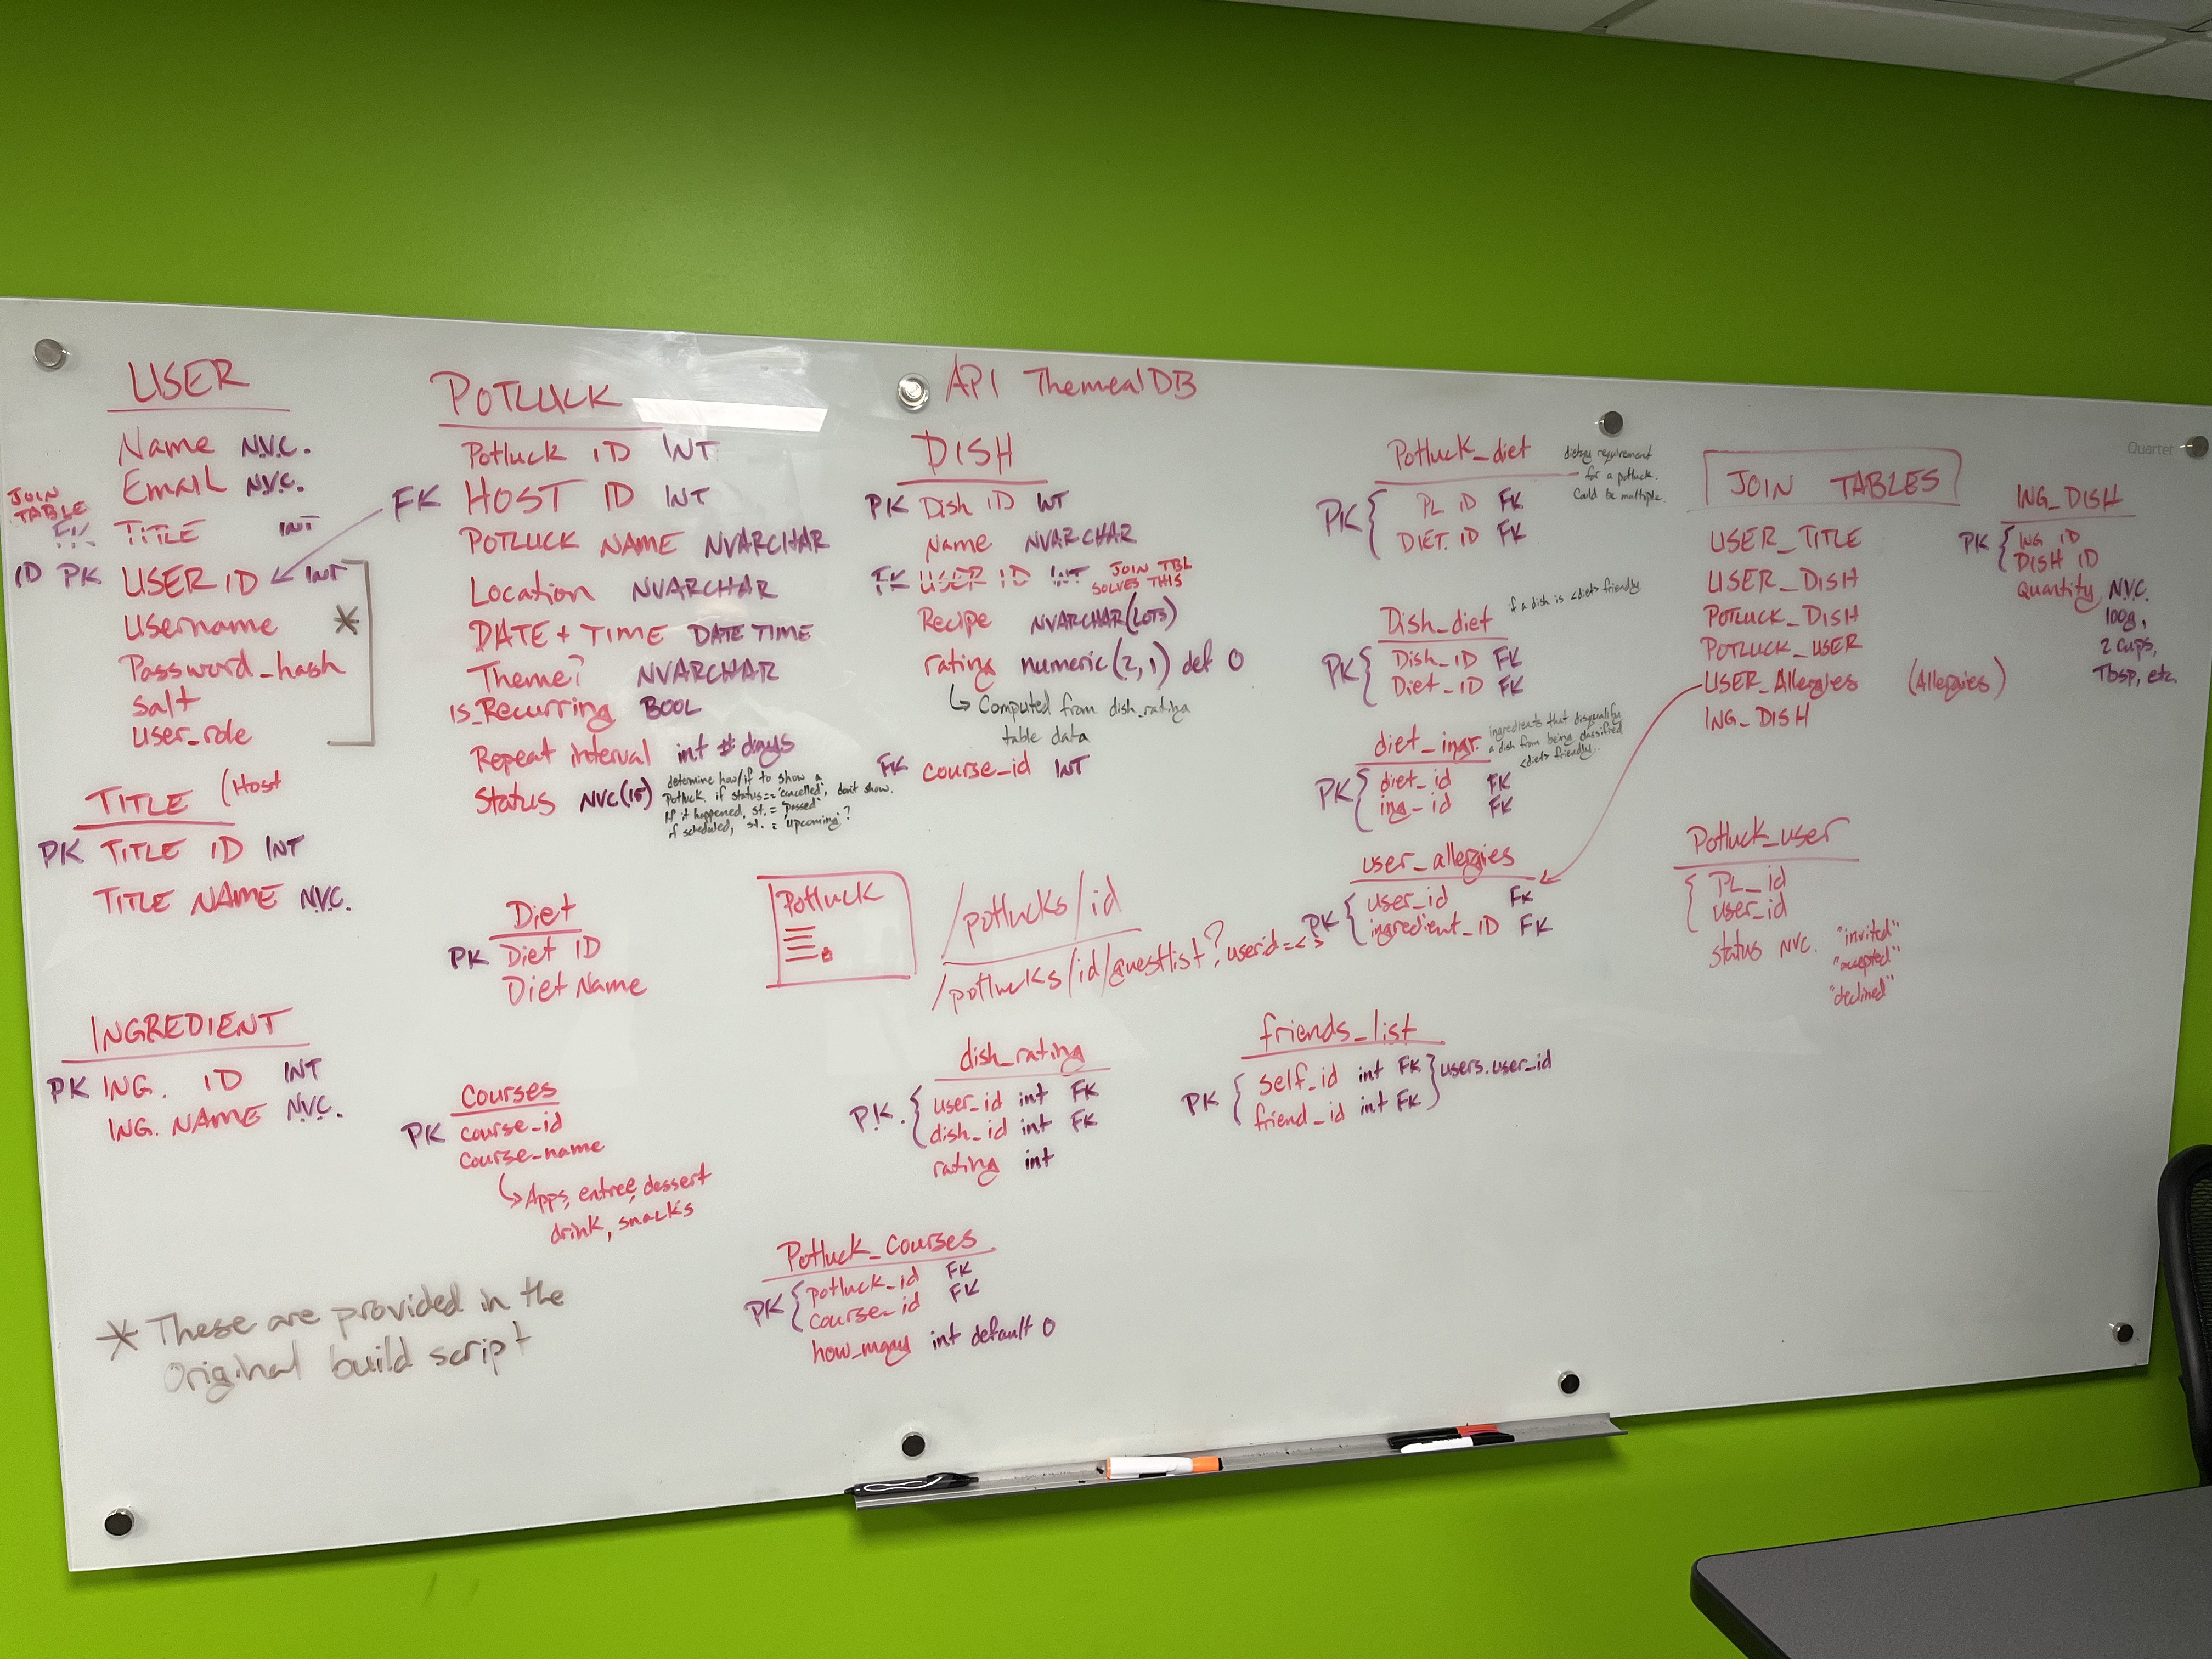 USER
Name N.V.C.
Email N.V.C.
JOIN TABLE
FK TITLE INT
ID PK USER ID INT
Username *
Password_hash
Salt
user_role
TITLE (Host
PK TITLE ID INT
TITLE NAME N.V.C.
INGREDIENT
PK ING. ID INT
ING. NAME N.V.C.
* These are provided in the
Original build script
POTLUCK
Potluck ID INT
FK HOST ID INT
POTLUCK NAME NVARCHAR
Location NVARCHAR
DATE + TIME DATETIME
Theme? NVARCHAR
is_Recurring BOOL
Repeat interval int # days
Status NVC(15)
determine how/if to show a
Potluck. if status == 'cancelled', don't show.
If it happened, st. = 'passed'
if scheduled, st. = 'upcoming'?
Diet
PK Diet ID
Diet Name
Courses
PK course_id
course_name
Apps, entree, dessert
drink, snacks
Potluck
/potlucks/id
/potlucks/id/guestlist?userid=< >
API ThemealDB
DISH
PK Dish ID INT
Name NVARCHAR
FK USER ID INT JOIN TBL
SOLVES THIS
Recipe NVARCHAR(LOTS)
rating numeric(2,1) def 0
Computed from dish_rating
table data
FK course_id INT
dish_rating
PK. { user_id int FK
dish_id int FK
rating int
Potluck_courses
PK { potluck_id FK
course_id FK
how_many int default 0
Potluck_diet
dietary requirement
for a potluck.
Could be multiple.
PK { PL ID FK
DIET. ID FK
Dish_diet
if a dish is <diet> friendly
PK { Dish_ID FK
Diet_ID FK
diet_ingr.
ingredients that disqualify
a dish from being classified
<diet> friendly.
PK { diet_id FK
ing_id FK
user_allergies
PK { user_id FK
ingredient_ID FK
friends_list
PK { self_id int FK } users.user_id
friend_id int FK
JOIN TABLES
USER_TITLE
USER_DISH
POTLUCK_DISH
POTLUCK_USER
USER_Allergies (Allergies)
ING_DISH
Potluck_user
{ PL_id
user_id
status NVC. "invited"
"accepted"
"declined"
Quartet
ING_DISH
PK { ING ID
DISH ID
Quantity N.V.C.
100g,
2 cups,
Tbsp, etc.